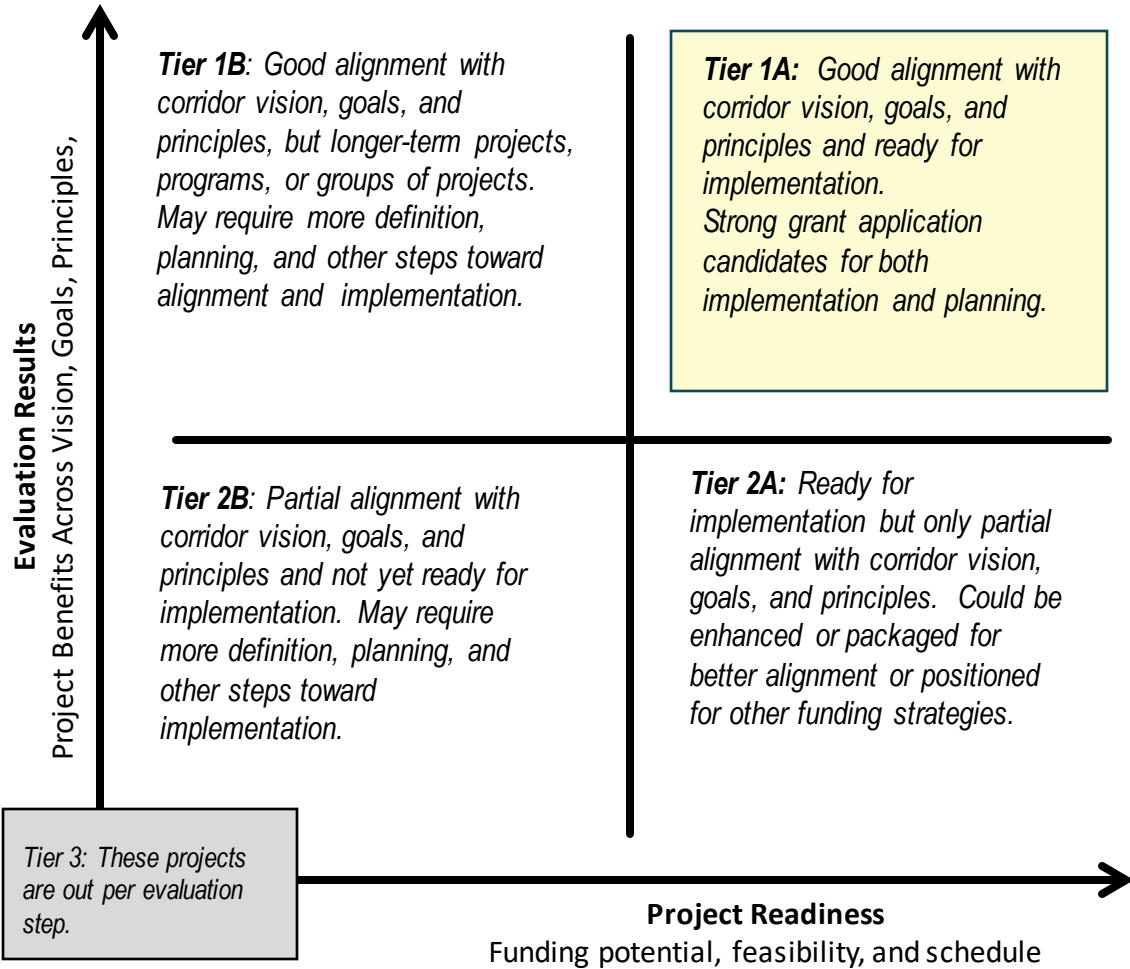 Evaluation Results
Project Benefits Across Vision, Goals, Principles,
Tier 1B: Good alignment with
corridor vision, goals, and
principles, but longer-term projects,
programs, or groups of projects.
May require more definition,
planning, and other steps toward
alignment and implementation.
Tier 1A: Good alignment with
corridor vision, goals, and
principles and ready for
implementation.
Strong grant application
candidates for both
implementation and planning.
Tier 2B: Partial alignment with
corridor vision, goals, and
principles and not yet ready for
implementation. May require
more definition, planning, and
other steps toward
implementation.
Tier 2A: Ready for
implementation but only partial
alignment with corridor vision,
goals, and principles. Could be
enhanced or packaged for
better alignment or positioned
for other funding strategies.
Tier 3: These projects
are out per evaluation
step.
Project Readiness
Funding potential, feasibility, and schedule